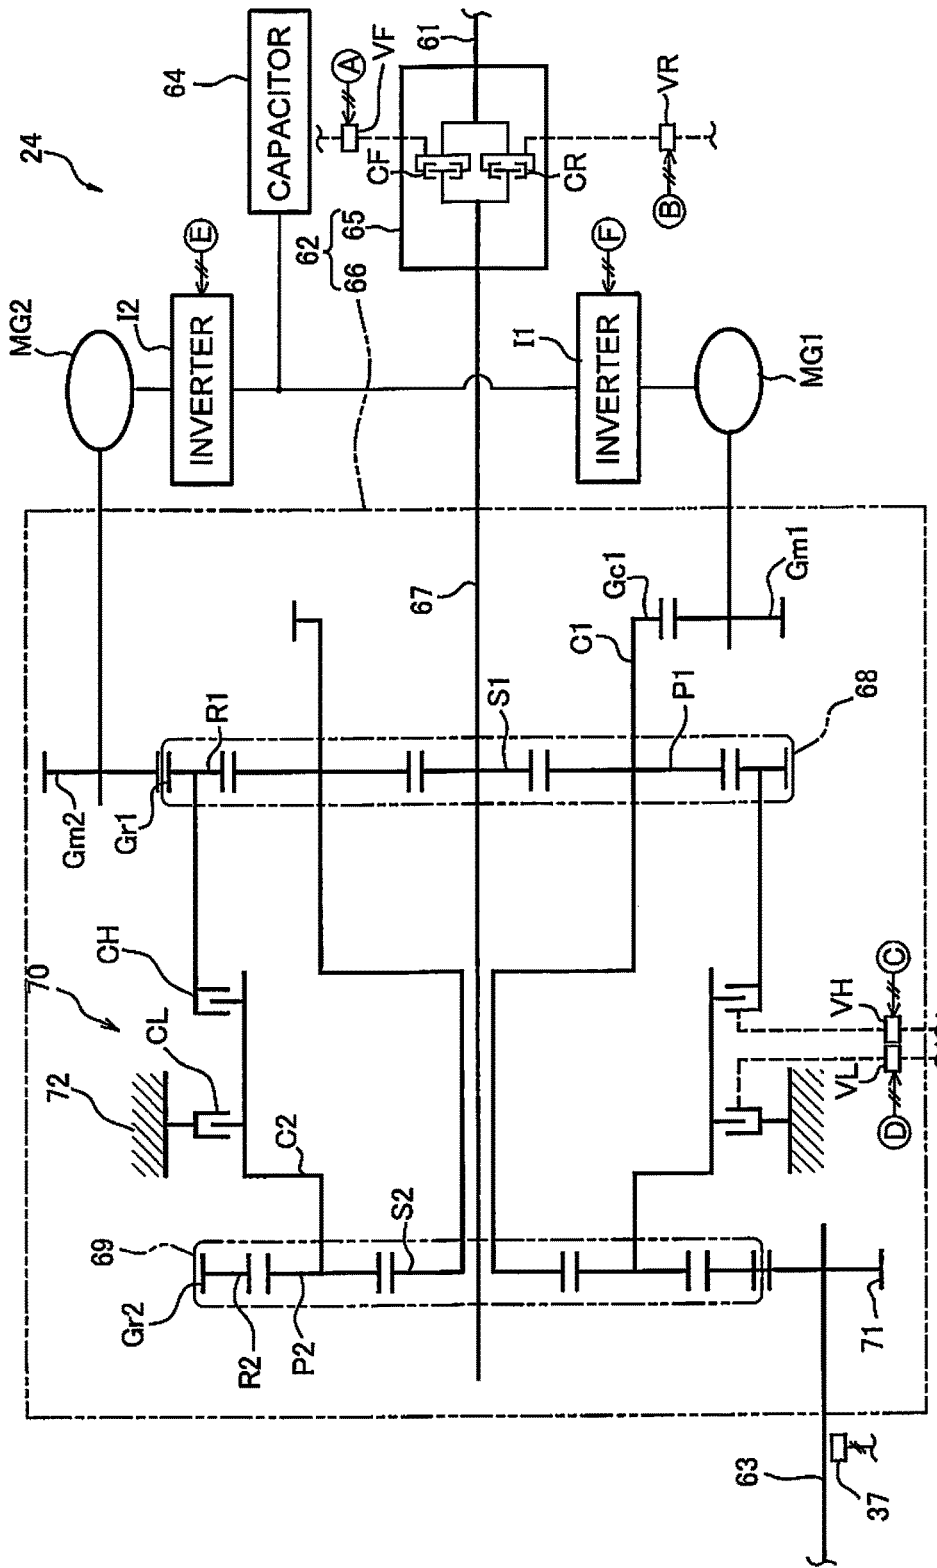 24
64
CAPACITOR
A
VF
61
MG2
I2
E
INVERTER
62
65
66
CF
CR
VR
B
F
I1
INVERTER
MG1
67
Gm2
Gr1
R1
S1
C1
Gc1
Gm1
P1
68
70
CH
CL
72
C2
VH
C
VL
D
69
Gr2
R2
P2
S2
71
63
37